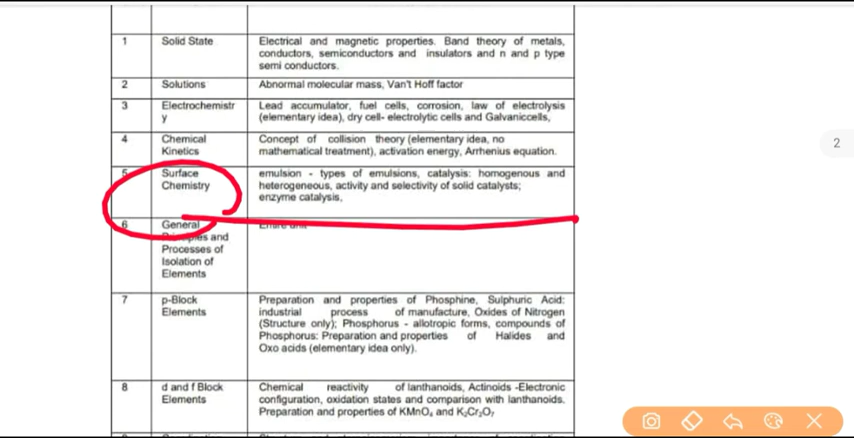 1 Solid State Electrical and magnetic properties. Band theory of metals,
conductors, semiconductors and insulators and n and p type
semi conductors.
2 Solutions Abnormal molecular mass, Van't Hoff factor
3 Electrochemistr Lead accumulator, fuel cells, corrosion, law of electrolysis
y (elementary idea), dry cell- electrolytic cells and Galvaniccells,
4 Chemical Concept of collision theory (elementary idea, no
Kinetics mathematical treatment), activation energy, Arrhenius equation.
5 Surface emulsion - types of emulsions, catalysis: homogenous and
Chemistry heterogeneous, activity and selectivity of solid catalysts;
enzyme catalysis,
6 General Entire unit
and
Processes of
Isolation of
Elements
7 p-Block Preparation and properties of Phosphine, Sulphuric Acid:
Elements industrial process of manufacture, Oxides of Nitrogen
(Structure only); Phosphorus - allotropic forms, compounds of
Phosphorus: Preparation and properties of Halides and
Oxo acids (elementary idea only).
8 d and f Block Chemical reactivity of lanthanoids, Actinoids -Electronic
Elements configuration, oxidation states and comparison with lanthanoids.
Preparation and properties of KMnO₄ and K₂Cr₂O₇
2